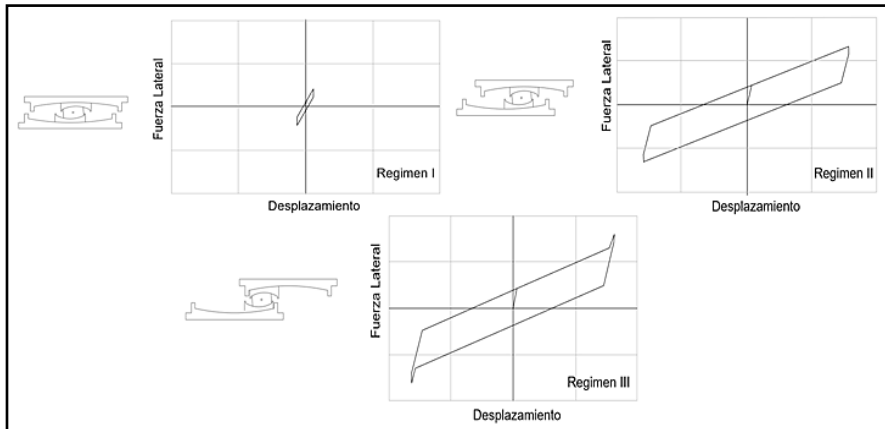 Fuerza Lateral
Regimen I
Desplazamiento
Fuerza Lateral
Regimen II
Desplazamiento
Fuerza Lateral
Regimen III
Desplazamiento